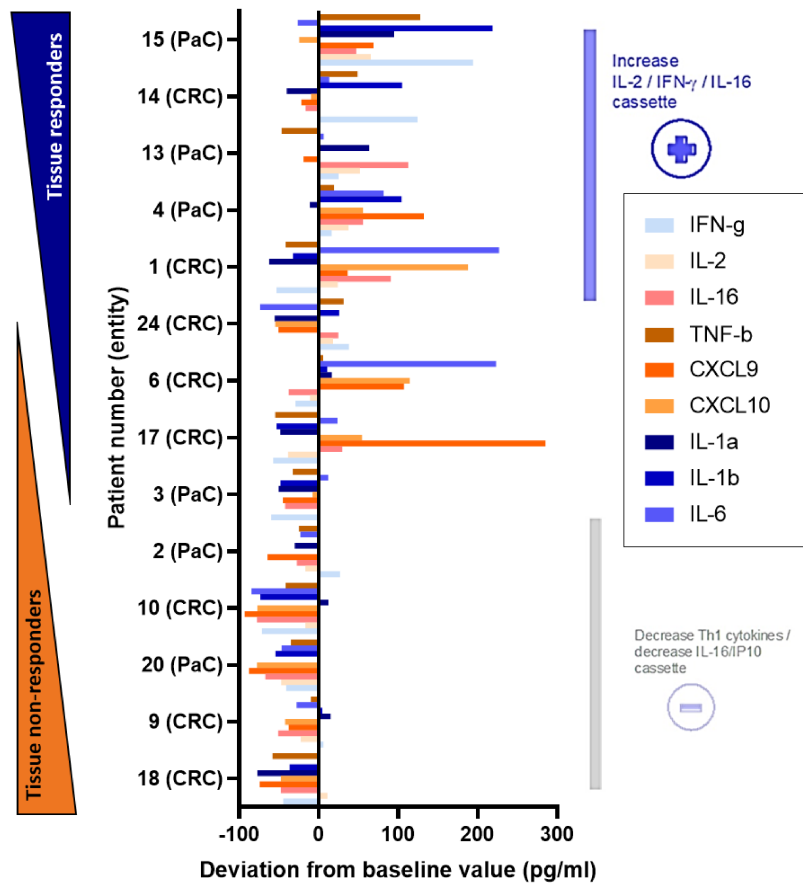 Tissue responders
Tissue non-responders
Patient number (entity)
15 (PaC)
14 (CRC)
13 (PaC)
4 (PaC)
1 (CRC)
24 (CRC)
6 (CRC)
17 (CRC)
3 (PaC)
2 (PaC)
10 (CRC)
20 (PaC)
9 (CRC)
18 (CRC)
-100
0
100
200
300
Deviation from baseline value (pg/ml)
Increase
IL-2 / IFN-γ / IL-16
cassette
IFN-g
IL-2
IL-16
TNF-b
CXCL9
CXCL10
IL-1a
IL-1b
IL-6
Decrease Th1 cytokines /
decrease IL-16/IP10
cassette